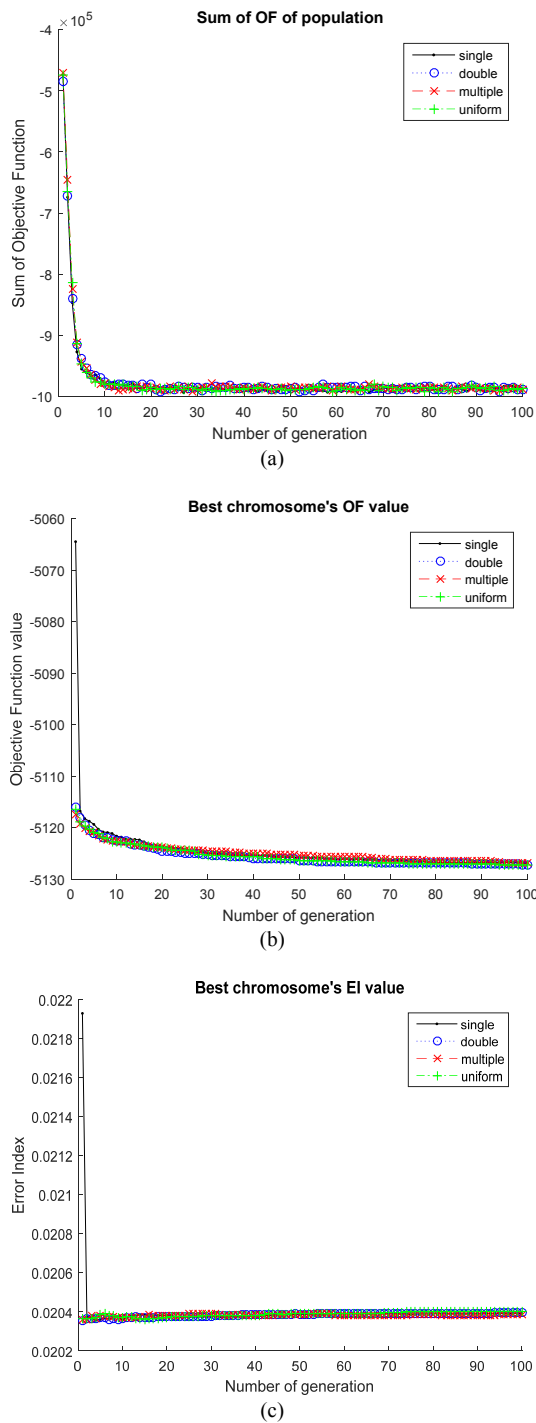 Sum of OF of population
× 10⁵
-4
-5
-6
-7
-8
-9
-10
Sum of Objective Function
single
double
multiple
uniform
0 10 20 30 40 50 60 70 80 90 100
Number of generation
(a)
Best chromosome's OF value
-5060
-5070
-5080
-5090
-5100
-5110
-5120
-5130
Objective Function value
single
double
multiple
uniform
0 10 20 30 40 50 60 70 80 90 100
Number of generation
(b)
Best chromosome's EI value
0.022
0.0218
0.0216
0.0214
0.0212
0.021
0.0208
0.0206
0.0204
0.0202
Error Index
single
double
multiple
uniform
0 10 20 30 40 50 60 70 80 90 100
Number of generation
(c)